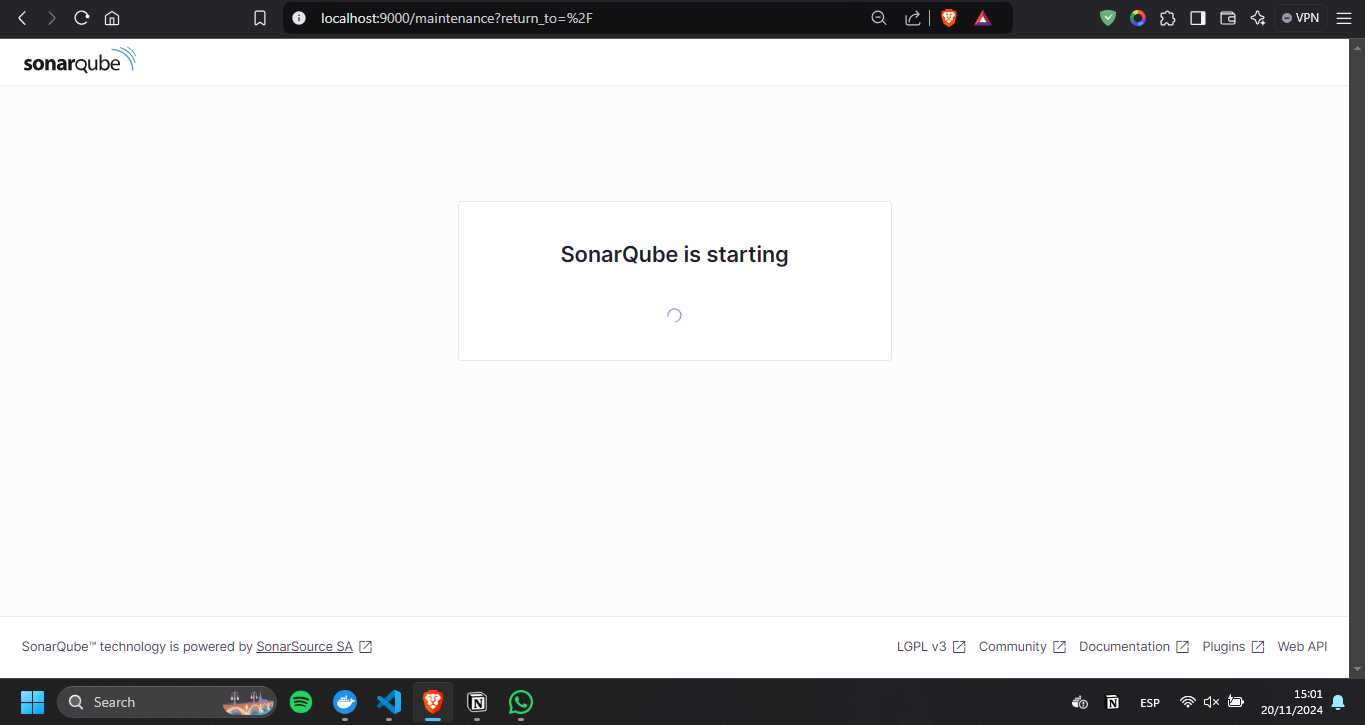 localhost:9000/maintenance?return_to=%2F
VPN
sonarqube
SonarQube is starting
SonarQube™ technology is powered by SonarSource SA
LGPL v3 Community Documentation Plugins Web API
Search
ESP
15:01
20/11/2024